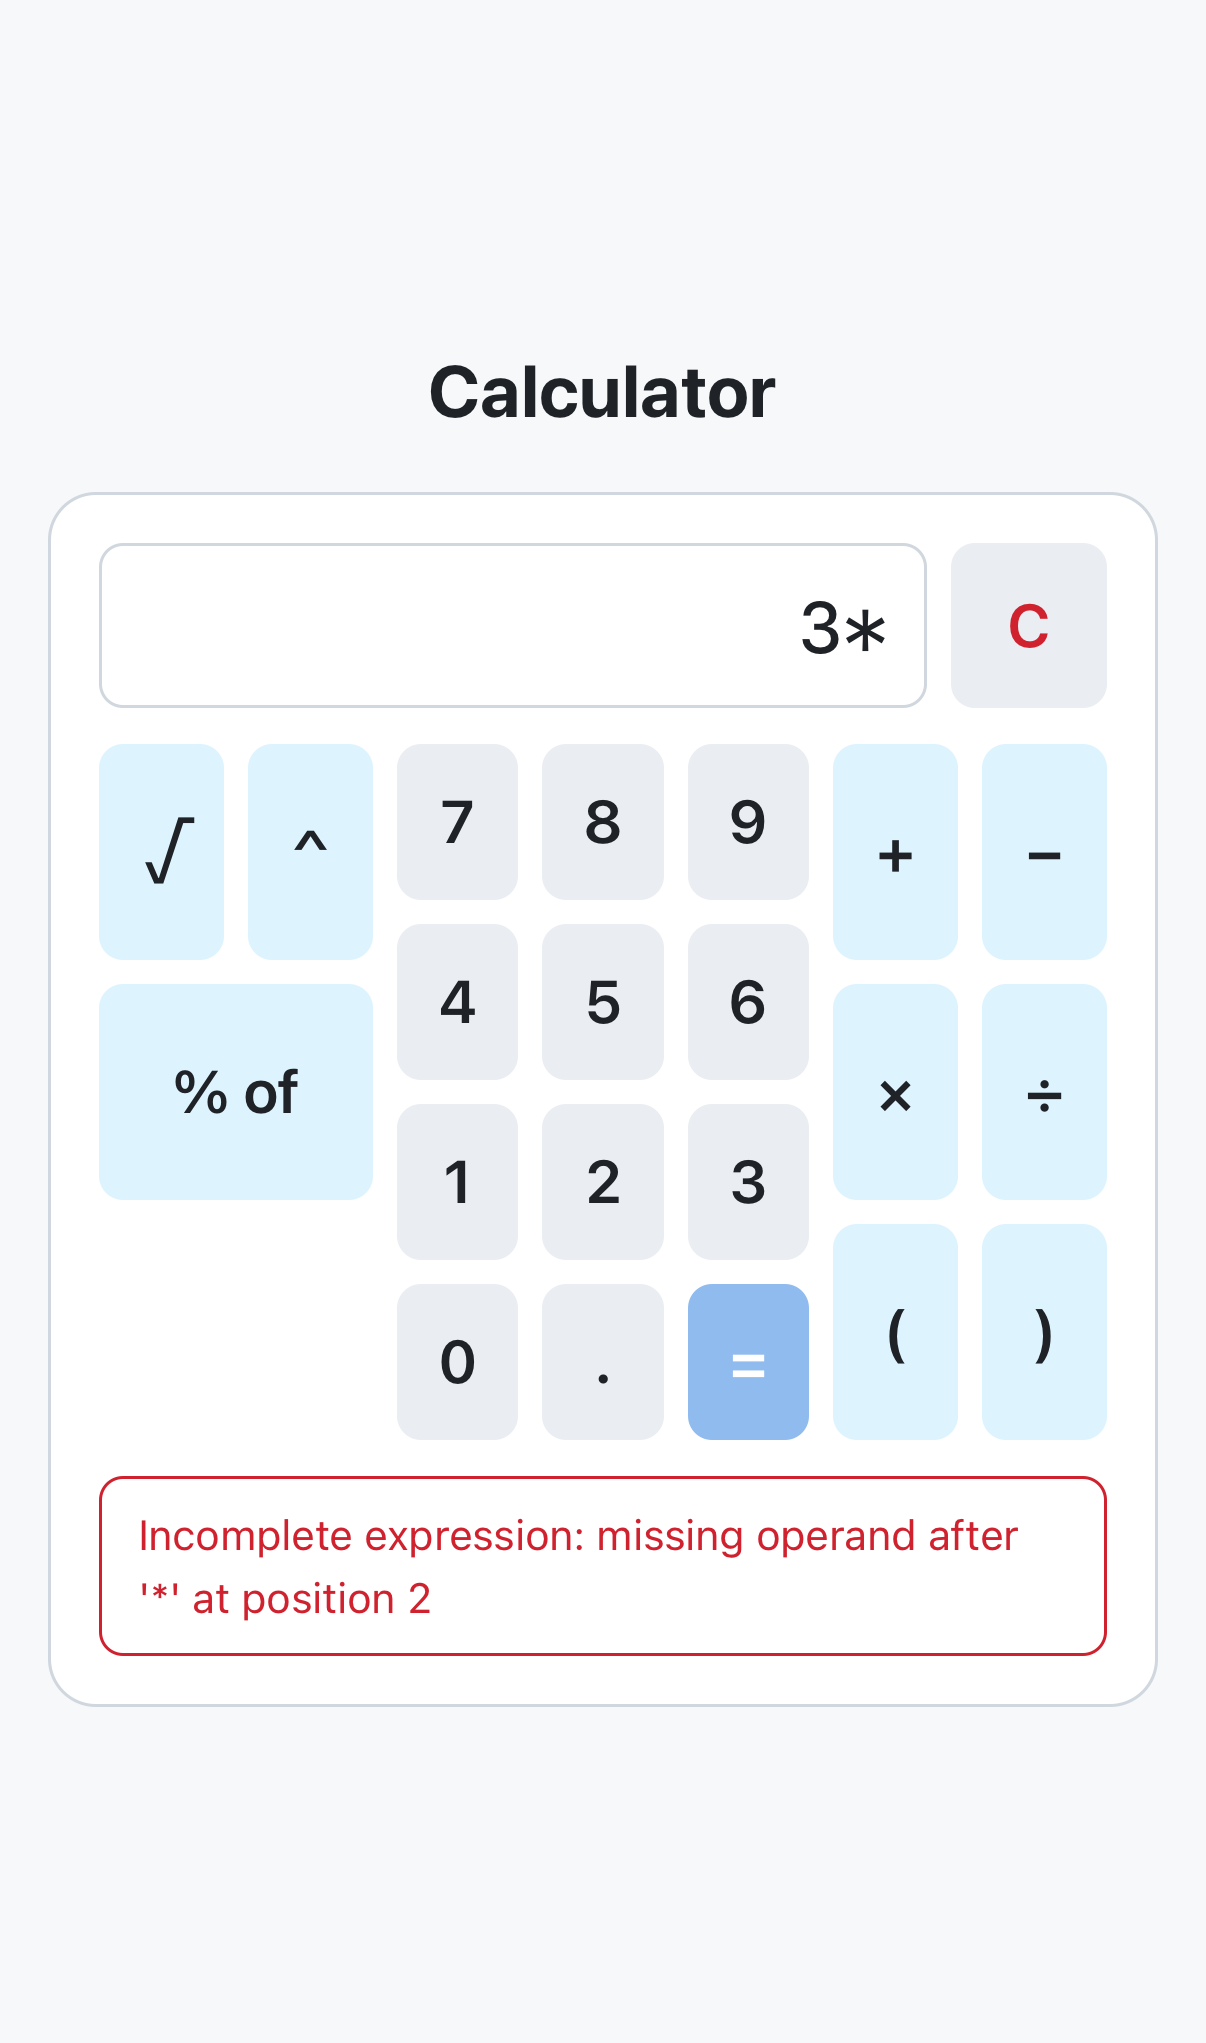 Calculator
3*
C
√ ^ 7 8 9 + −
4 5 6
% of × ÷
1 2 3
( )
0 . =
Incomplete expression: missing operand after
'*' at position 2